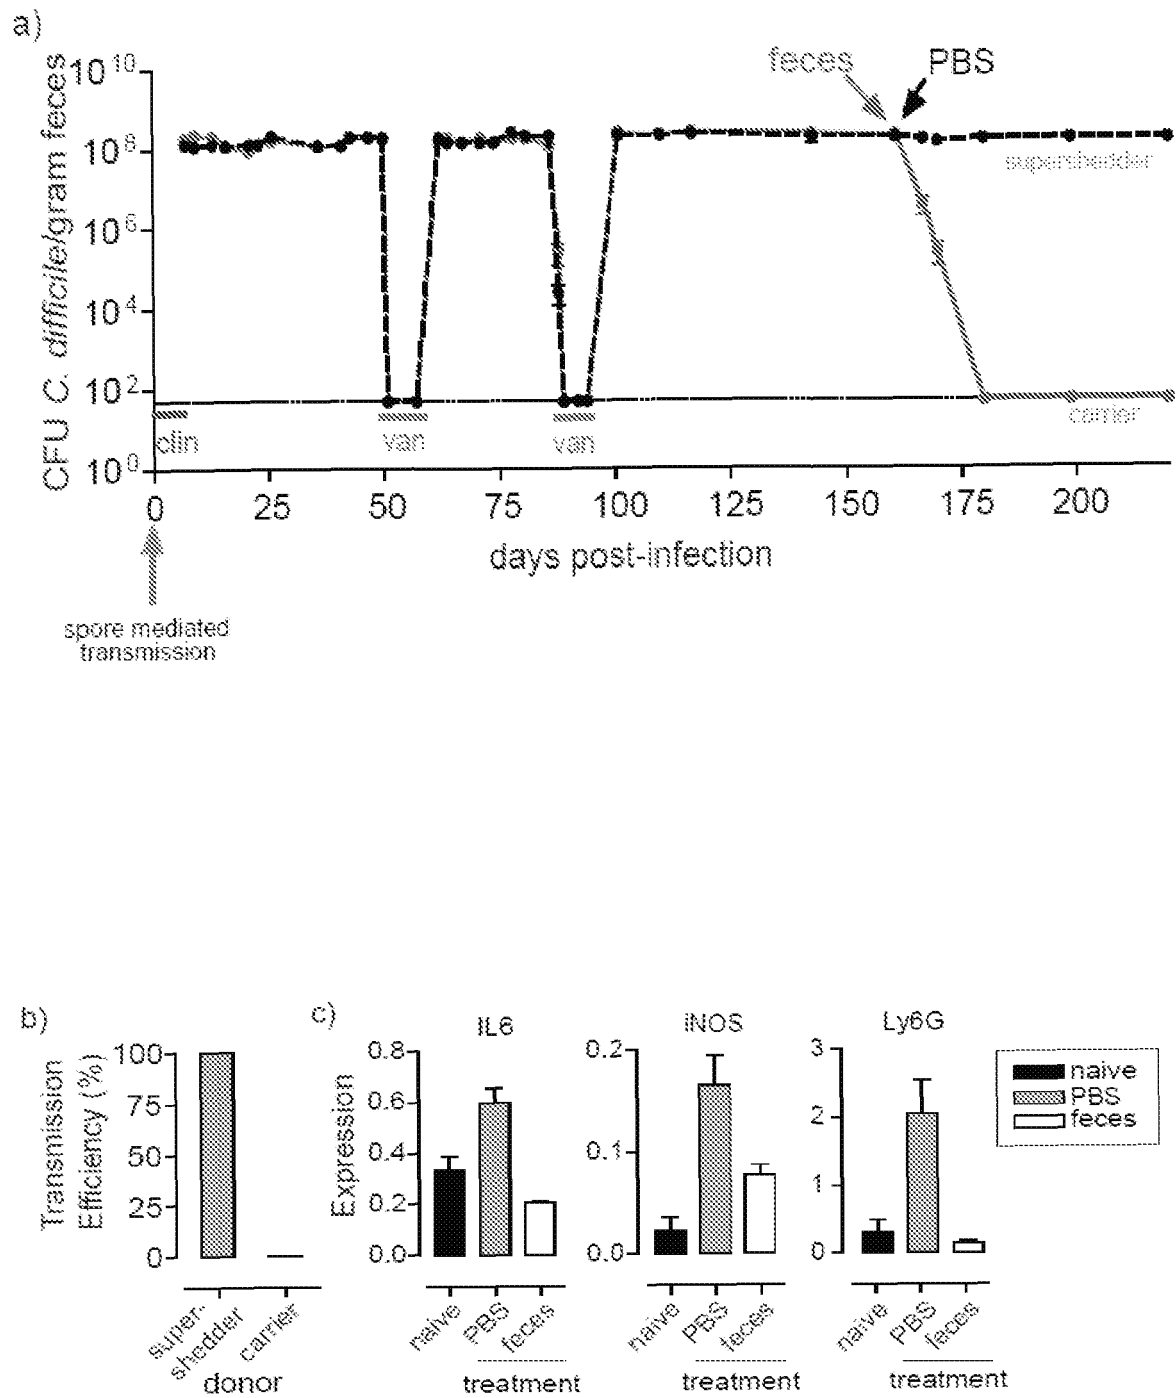 a)
feces PBS
CFU C. difficile/gram feces
10^10
10^8
10^6
10^4
10^2
10^0
supershedder
carrier
clin
van
van
0 25 50 75 100 125 150 175 200
days post-infection
spore mediated
transmission
b)
Transmission
Efficiency (%)
100
75
50
25
0
super-
shedder
carrier
donor
c)
Expression
IL6
0.8
0.6
0.4
0.2
0.0
naive
PBS
feces
treatment
iNOS
0.2
0.1
0.0
naive
PBS
feces
treatment
Ly6G
3
2
1
0
naive
PBS
feces
treatment
naive
PBS
feces